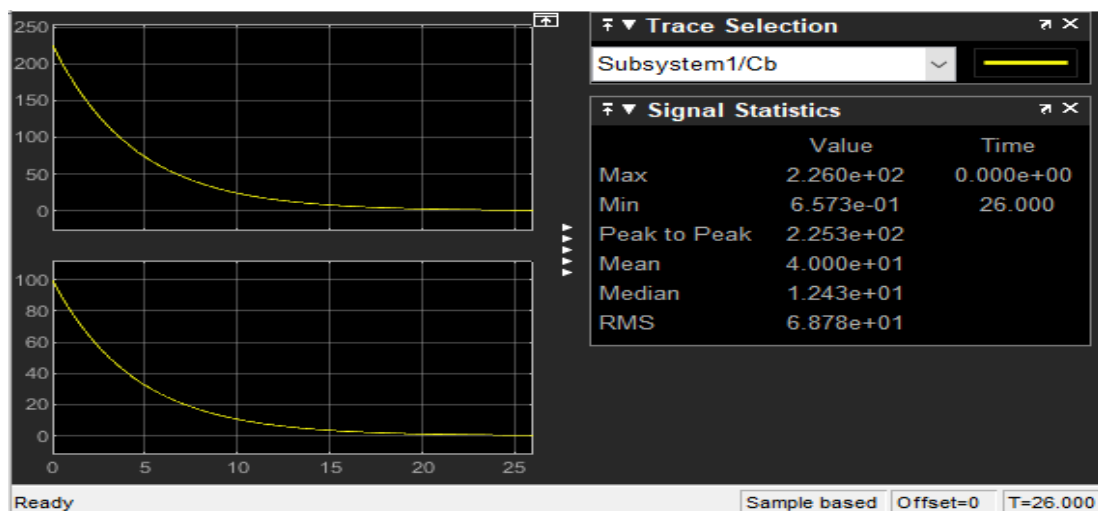 250
200
150
100
50
0
100
80
60
40
20
0
0 5 10 15 20 25
Trace Selection
Subsystem1/Cb
Signal Statistics
Value Time
Max 2.260e+02 0.000e+00
Min 6.573e-01 26.000
Peak to Peak 2.253e+02
Mean 4.000e+01
Median 1.243e+01
RMS 6.878e+01
Ready Sample based Offset=0 T=26.000